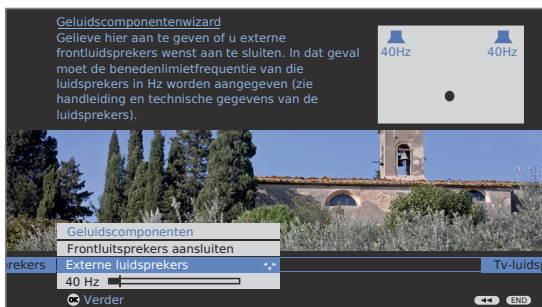 Geluidscomponentenwizard
Gelieve hier aan te geven of u externe
frontluidsprekers wenst aan te sluiten. In dat geval
moet de benedenlimietfrequentie van die
luidsprekers in Hz worden aangegeven (zie
handleiding en technische gegevens van de
luidsprekers).
40Hz 40Hz
Geluidscomponenten
Frontluitsprekers aansluiten
rekers Externe luidsprekers Tv-luids
40 Hz
OK Verder
END